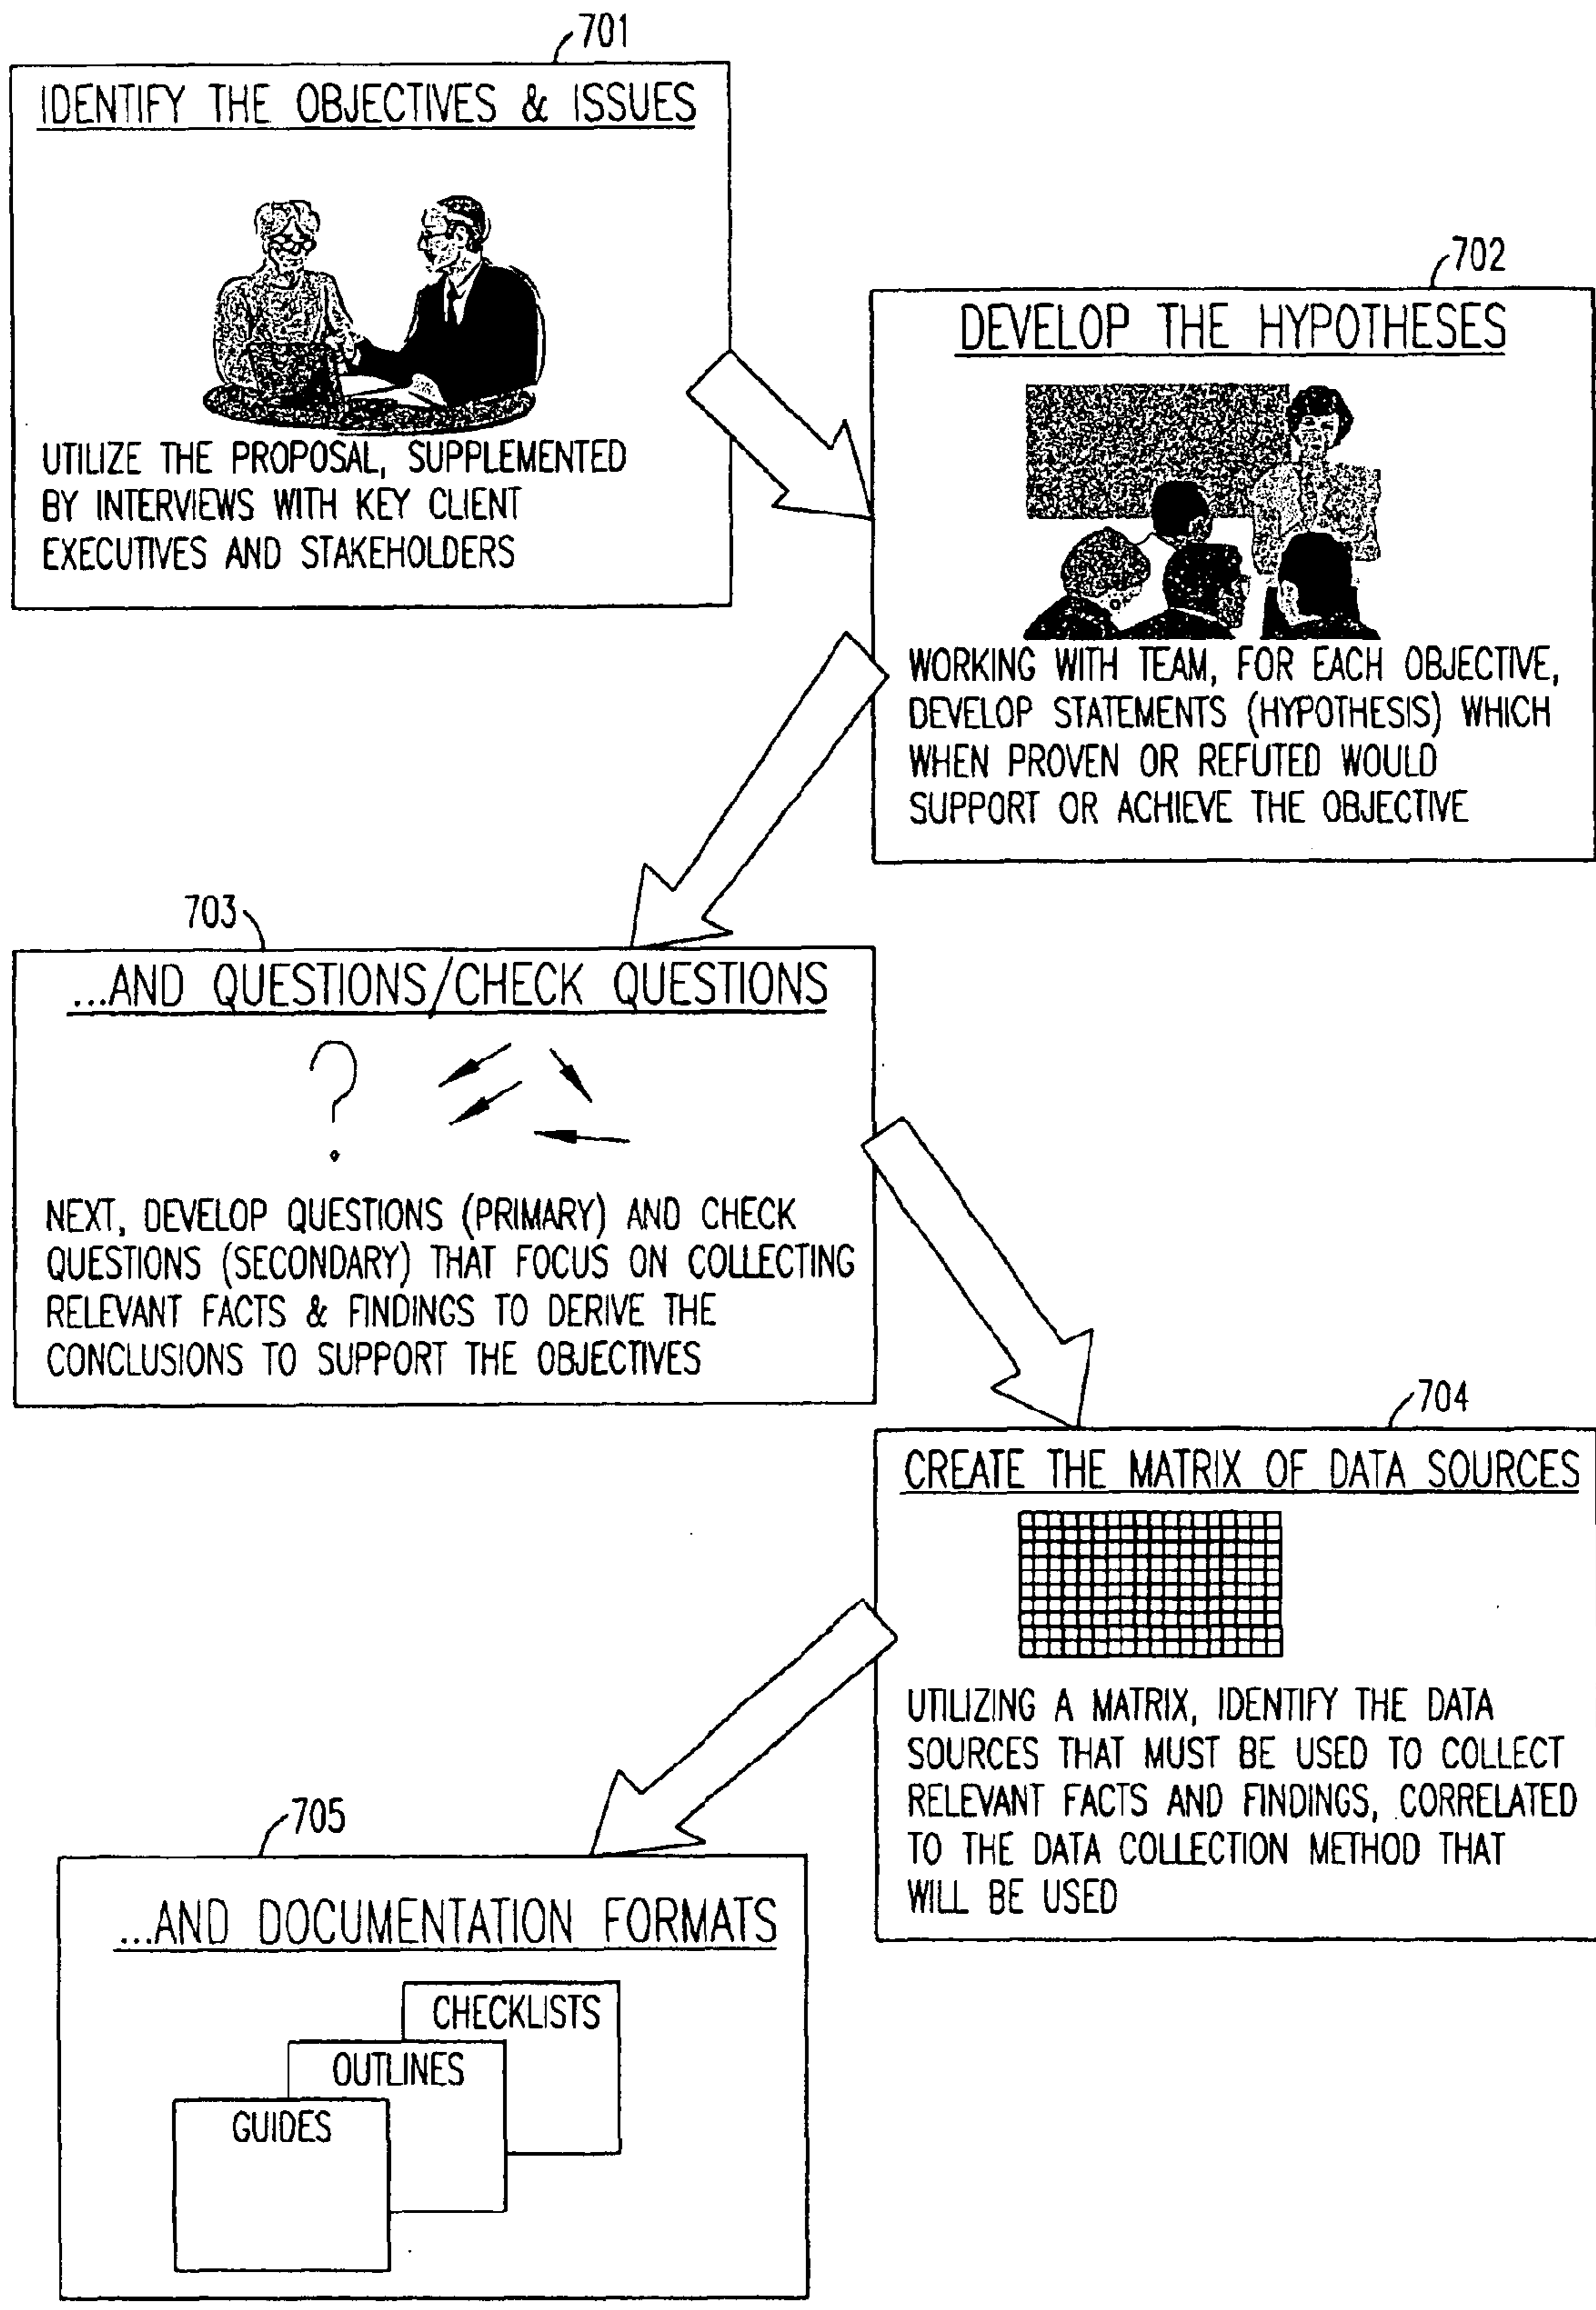 701
IDENTIFY THE OBJECTIVES & ISSUES
UTILIZE THE PROPOSAL, SUPPLEMENTED
BY INTERVIEWS WITH KEY CLIENT
EXECUTIVES AND STAKEHOLDERS
702
DEVELOP THE HYPOTHESES
WORKING WITH TEAM, FOR EACH OBJECTIVE,
DEVELOP STATEMENTS (HYPOTHESIS) WHICH
WHEN PROVEN OR REFUTED WOULD
SUPPORT OR ACHIEVE THE OBJECTIVE
703
...AND QUESTIONS/CHECK QUESTIONS
?
NEXT, DEVELOP QUESTIONS (PRIMARY) AND CHECK
QUESTIONS (SECONDARY) THAT FOCUS ON COLLECTING
RELEVANT FACTS & FINDINGS TO DERIVE THE
CONCLUSIONS TO SUPPORT THE OBJECTIVES
704
CREATE THE MATRIX OF DATA SOURCES
UTILIZING A MATRIX, IDENTIFY THE DATA
SOURCES THAT MUST BE USED TO COLLECT
RELEVANT FACTS AND FINDINGS, CORRELATED
TO THE DATA COLLECTION METHOD THAT
WILL BE USED
705
...AND DOCUMENTATION FORMATS
CHECKLISTS
OUTLINES
GUIDES